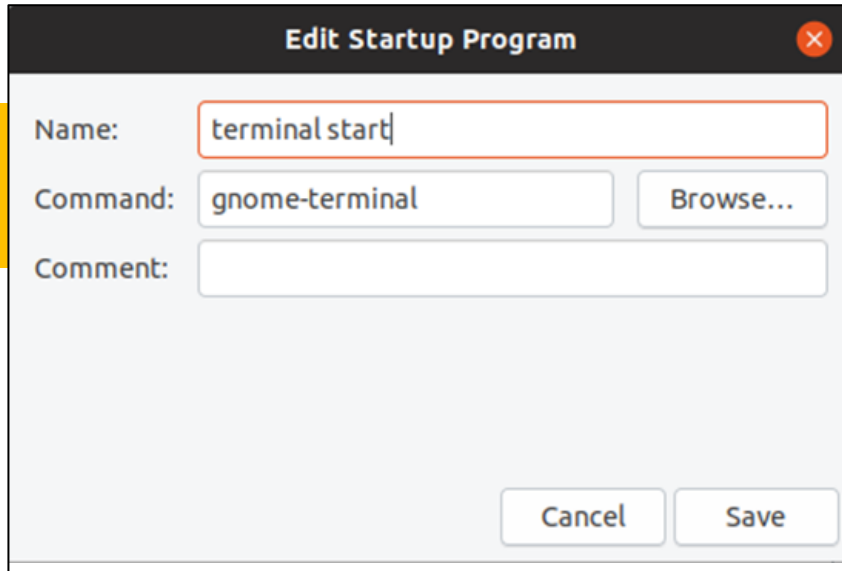 Edit Startup Program
Name: terminal start
Command: gnome-terminal Browse...
Comment:
Cancel Save